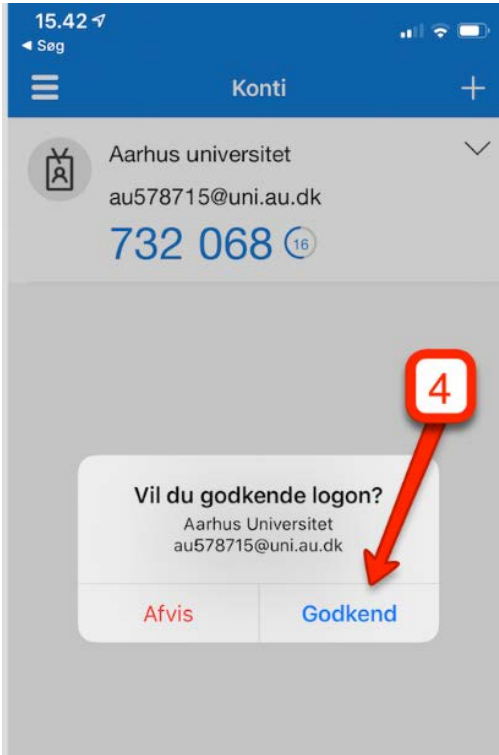 15.42
◀ Søg
Konti
Aarhus universitet
au578715@uni.au.dk
732 068
16
4
Vil du godkende logon?
Aarhus Universitet
au578715@uni.au.dk
Afvis
Godkend